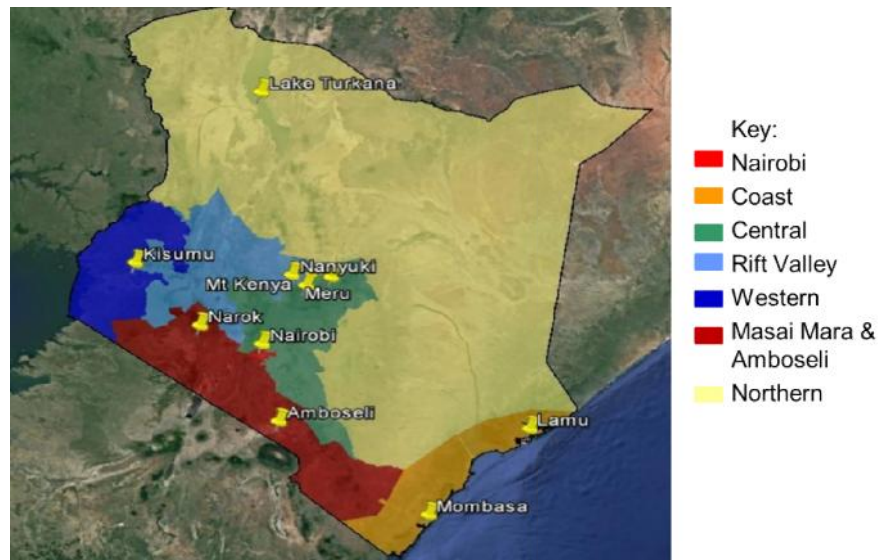 Lake Turkana
Kisumu
Nanyuki
Mt Kenya
Meru
Narok
Nairobi
Amboseli
Lamu
Mombasa
Key:
Nairobi
Coast
Central
Rift Valley
Western
Masai Mara &
Amboseli
Northern